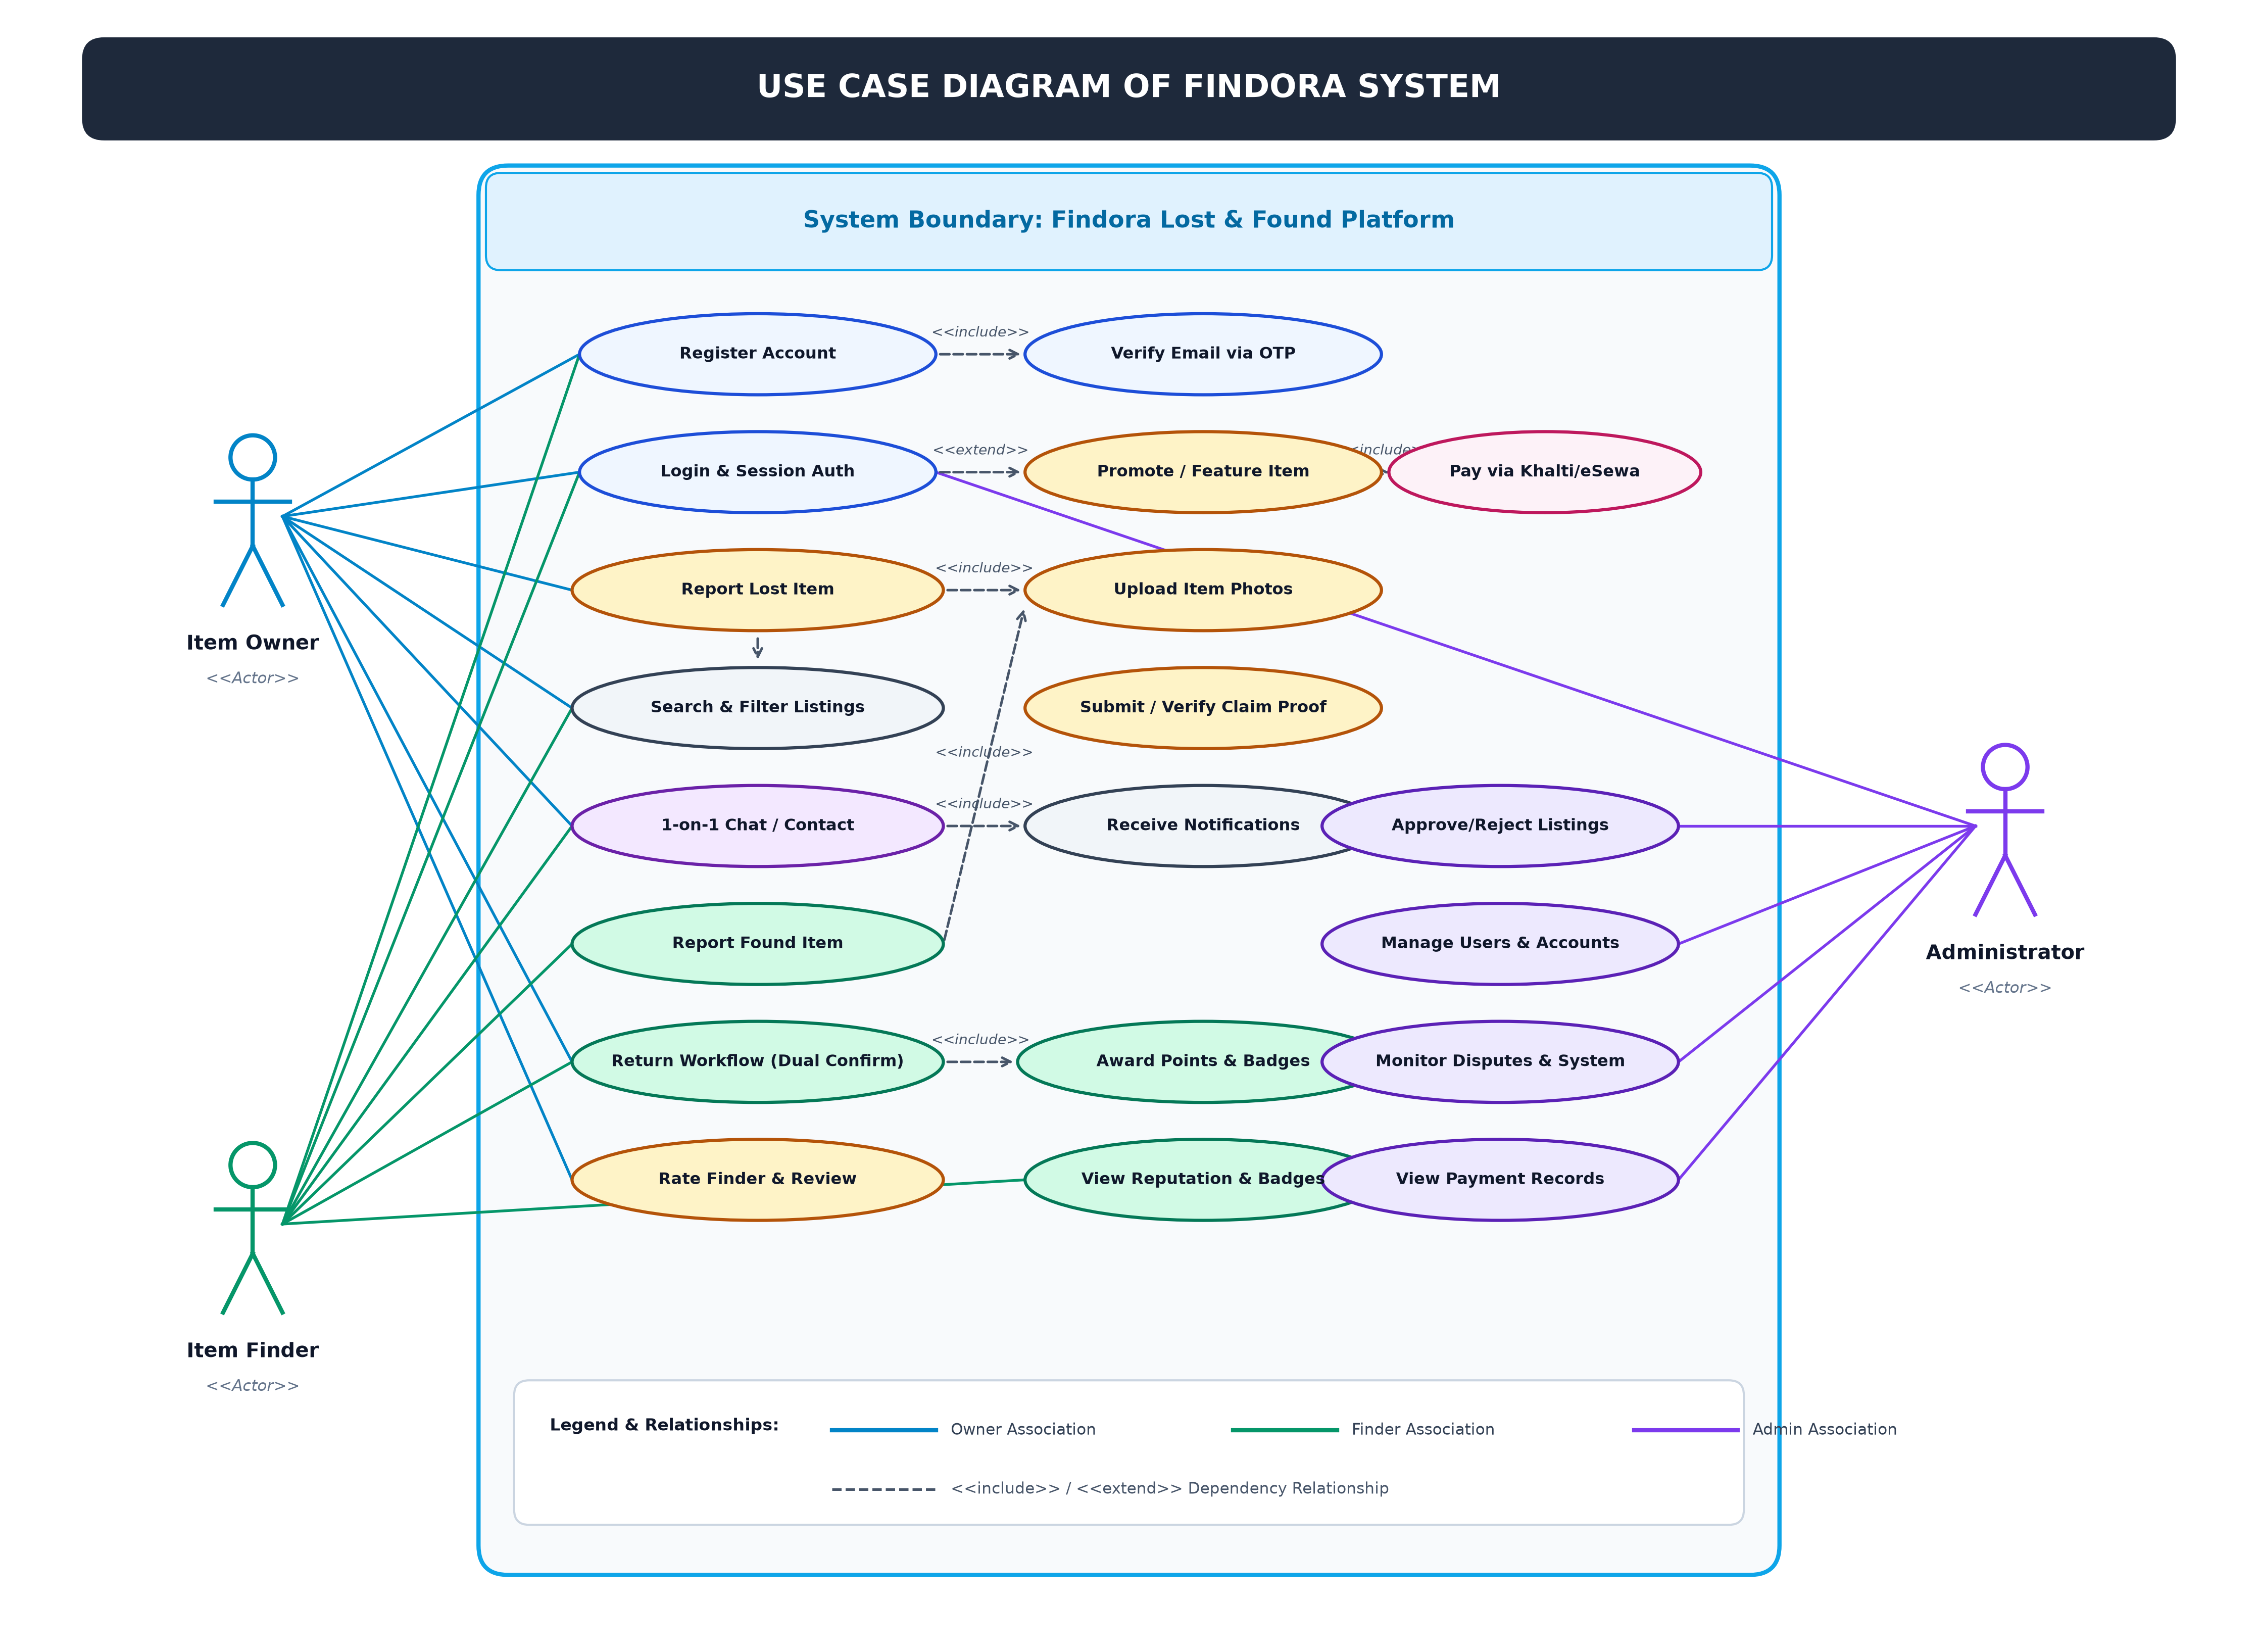 USE CASE DIAGRAM OF FINDORA SYSTEM
System Boundary: Findora Lost & Found Platform
Register Account
<<include>>
Verify Email via OTP
Login & Session Auth
<<extend>>
Promote / Feature Item
include
Pay via Khalti/eSewa
Report Lost Item
<<include>>
Upload Item Photos
Item Owner
<<Actor>>
Search & Filter Listings
Submit / Verify Claim Proof
<<include>>
1-on-1 Chat / Contact
<<include>>
Receive Notifications
Approve/Reject Listings
Report Found Item
Manage Users & Accounts
Administrator
<<Actor>>
Return Workflow (Dual Confirm)
<<include>>
Award Points & Badges
Monitor Disputes & System
Rate Finder & Review
View Reputation & Badges
View Payment Records
Item Finder
<<Actor>>
Legend & Relationships:
Owner Association
Finder Association
Admin Association
<<include>> / <<extend>> Dependency Relationship